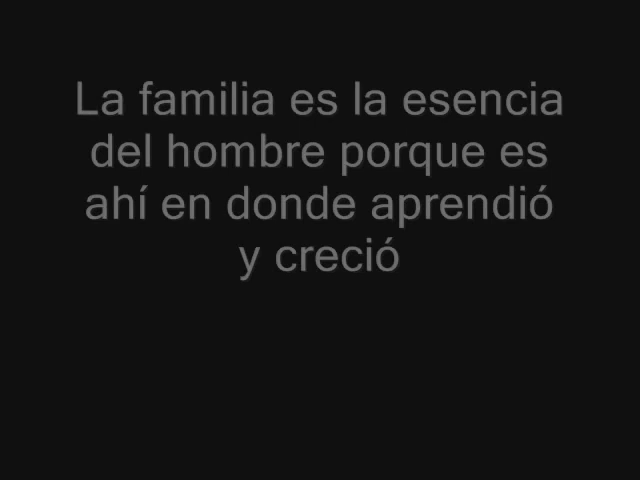 La familia es la esencia
del hombre porque es
ahí en donde aprendió
y creció